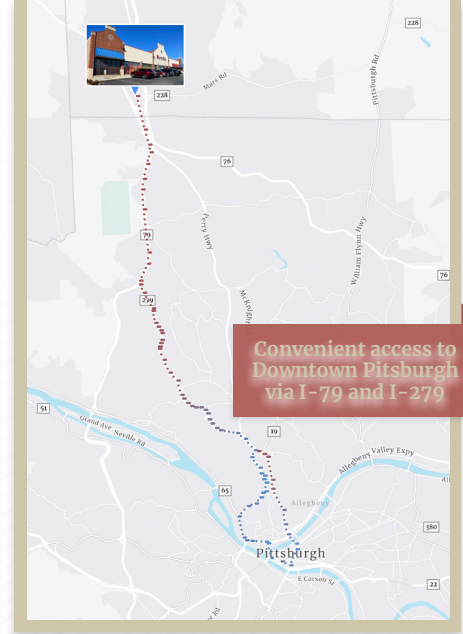 228
Pittsburgh Rd
Mars Rd
228
76
79
Perry Hwy
William Flynn Hwy
76
279
McKnight
Convenient access to
Downtown Pitsburgh
via I-79 and I-279
51
Grand Ave Neville Rd
19
Allegheny Valley Expy
65
Allegheny
380
Pittsburgh
E Carson St
22
Rd